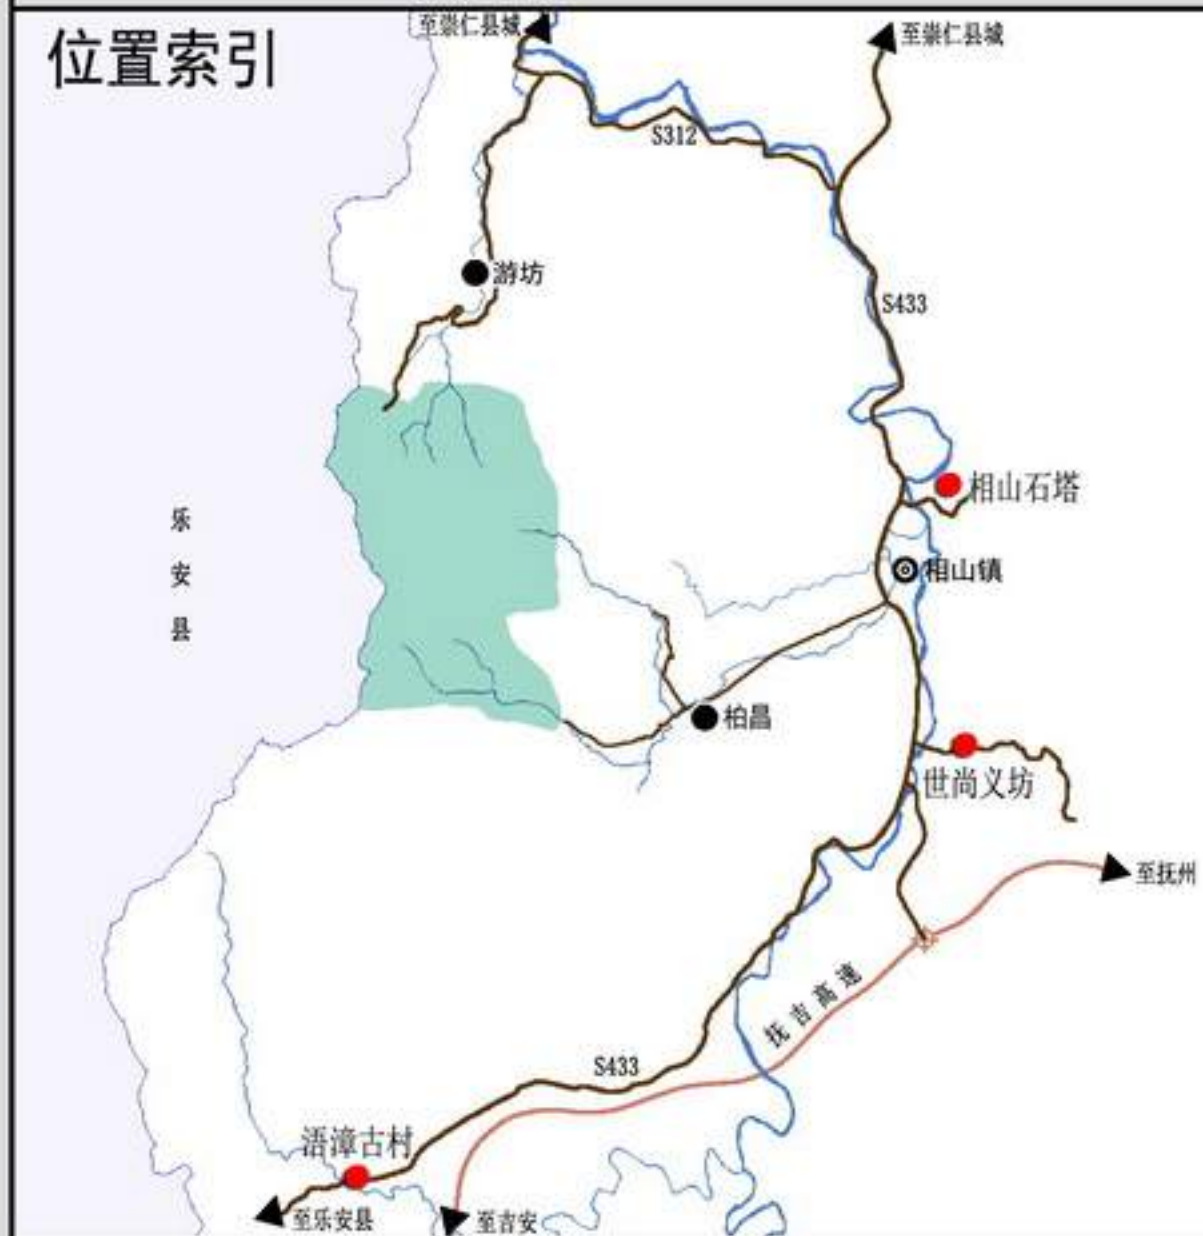 位置索引
至崇仁县城
至崇仁县城
S312
游坊
S433
相山石塔
乐安县
相山镇
柏昌
世尚义坊
至抚州
抚吉高速
S433
浯漳古村
至乐安县
至吉安